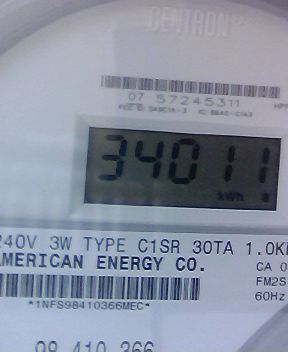 CENTRON
07 57245311
34011
kWh
240V 3W TYPE C1SR 30TA 1.0K
AMERICAN ENERGY CO.
CA 0
FM2S
60Hz
*1NFS98410366MEC*
98 410 366